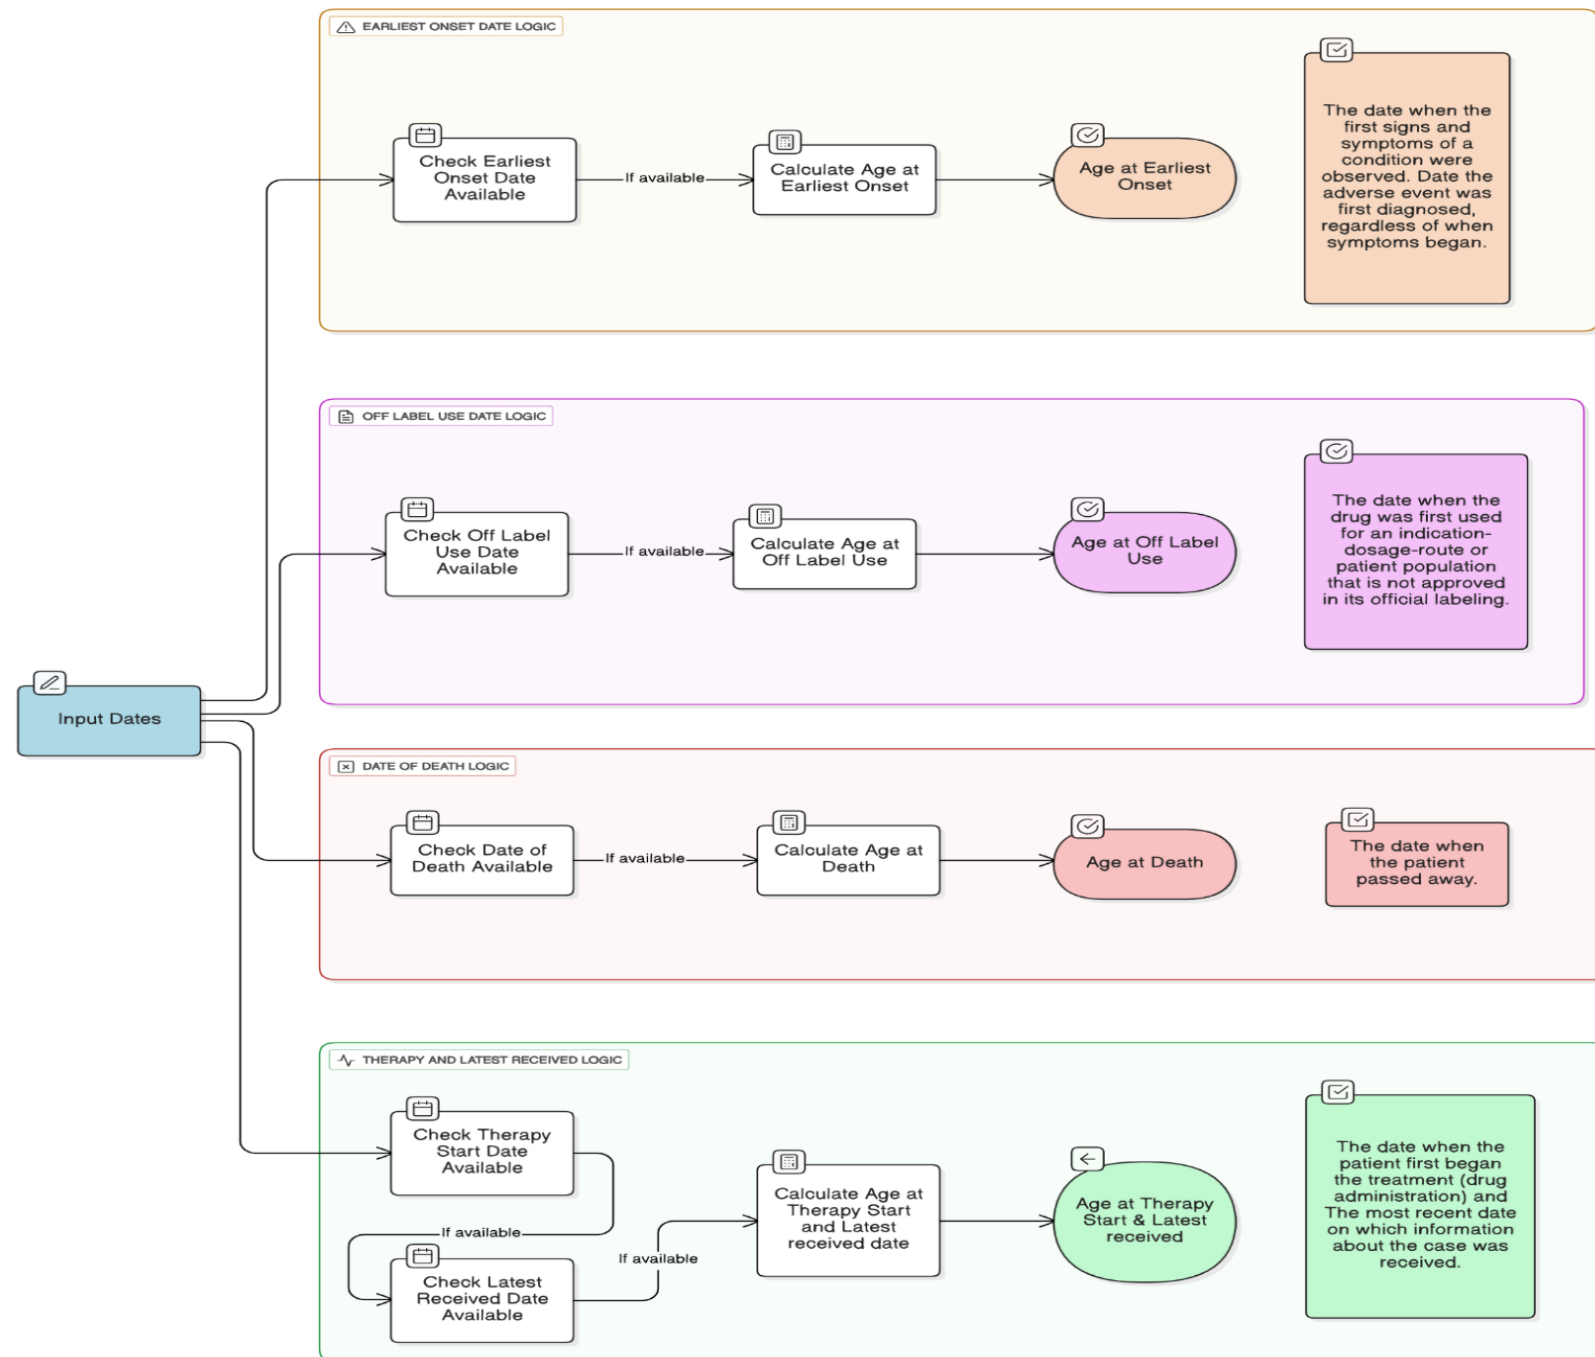 EARLIEST ONSET DATE LOGIC
Check Earliest
Onset Date
Available
If available
Calculate Age at
Earliest Onset
Age at Earliest
Onset
The date when the
first signs and
symptoms of a
condition were
observed. Date the
adverse event was
first diagnosed,
regardless of when
symptoms began.
OFF LABEL USE DATE LOGIC
Check Off Label
Use Date
Available
If available
Calculate Age at
Off Label Use
Age at Off Label
Use
The date when the
drug was first used
for an indication-
dosage-route or
patient population
that is not approved
in its official labeling.
Input Dates
DATE OF DEATH LOGIC
Check Date of
Death Available
If available
Calculate Age at
Death
Age at Death
The date when
the patient
passed away.
THERAPY AND LATEST RECEIVED LOGIC
Check Therapy
Start Date
Available
If available
Check Latest
Received Date
Available
If available
Calculate Age at
Therapy Start
and Latest
received date
Age at Therapy
Start & Latest
received
The date when the
patient first began
the treatment (drug
administration) and
The most recent date
on which information
about the case was
received.